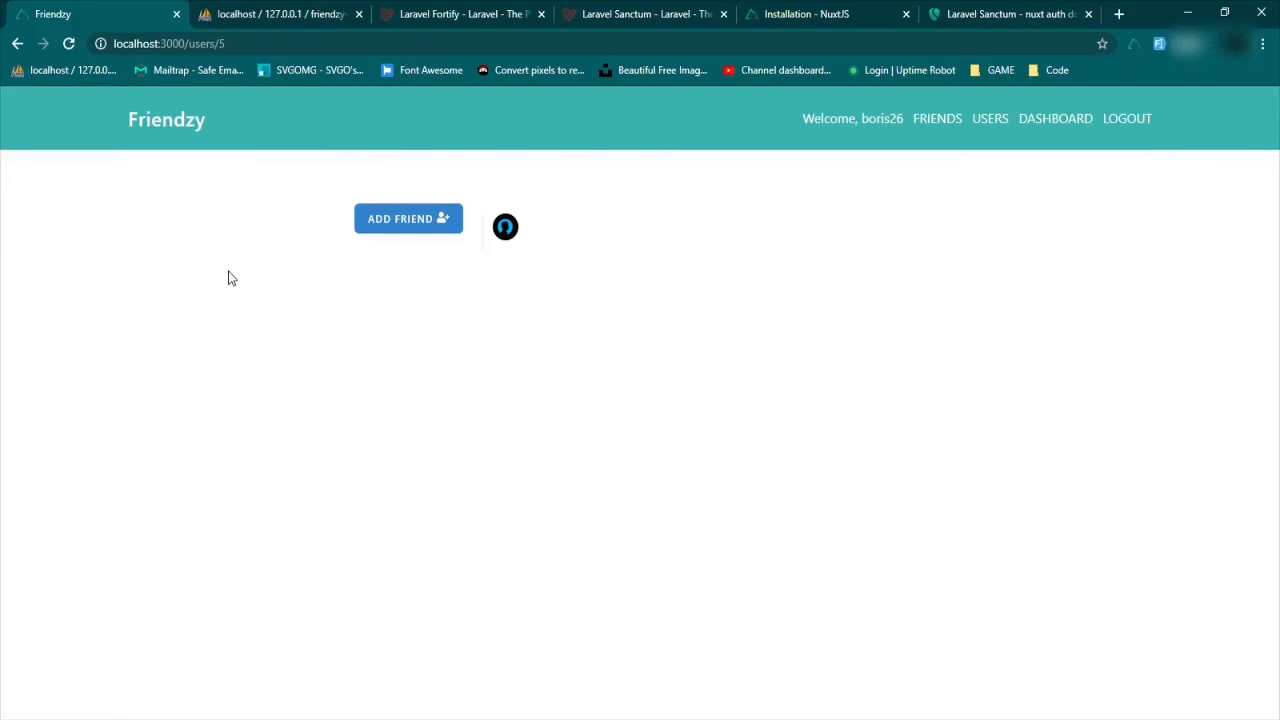 Friendzy
localhost / 127.0.0.1 / friendzy
Laravel Fortify - Laravel - The P
Laravel Sanctum - Laravel - The
Installation - NuxtJS
Laravel Sanctum - nuxt auth do
localhost:3000/users/5
localhost / 127.0.0....
Mailtrap - Safe Ema...
SVGOMG - SVGO's...
Font Awesome
Convert pixels to re...
Beautiful Free Imag...
Channel dashboard...
Login | Uptime Robot
GAME
Code
Friendzy
Welcome, boris26 FRIENDS USERS DASHBOARD LOGOUT
ADD FRIEND